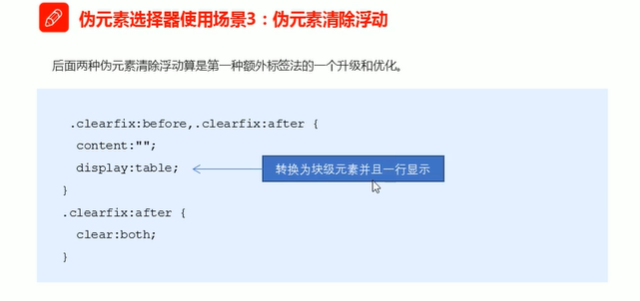 伪元素选择器使用场景3：伪元素清除浮动
后面两种伪元素清除浮动算是第一种额外标签法的一个升级和优化。
.clearfix:before,.clearfix:after {
content:"";
display:table;
转换为块级元素并且一行显示
}
.clearfix:after {
clear:both;
}